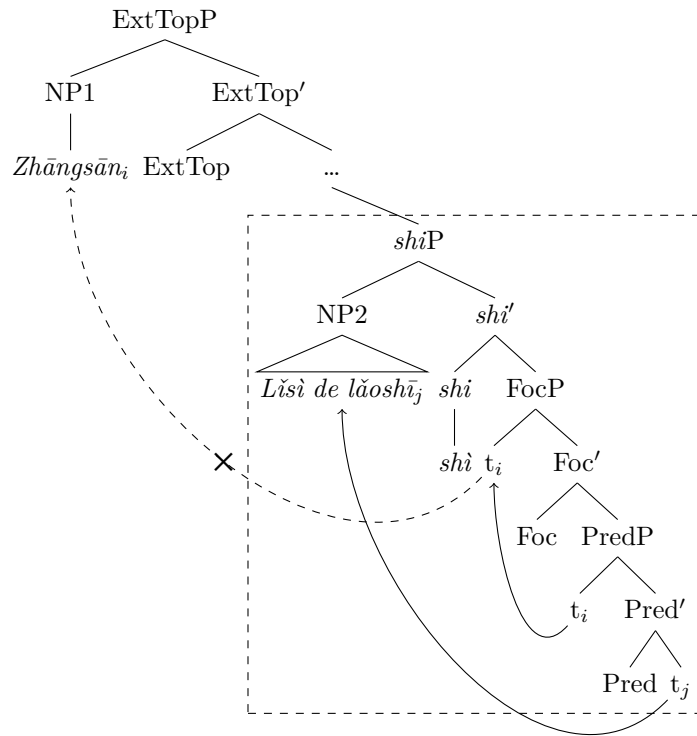 ExtTopP
NP1 ExtTop′
Zhāngsān_i ExtTop ...
shiP
NP2 shi′
Lǐsì de lǎoshī_j shi FocP
shì t_i Foc′
Foc PredP
t_i Pred′
Pred t_j